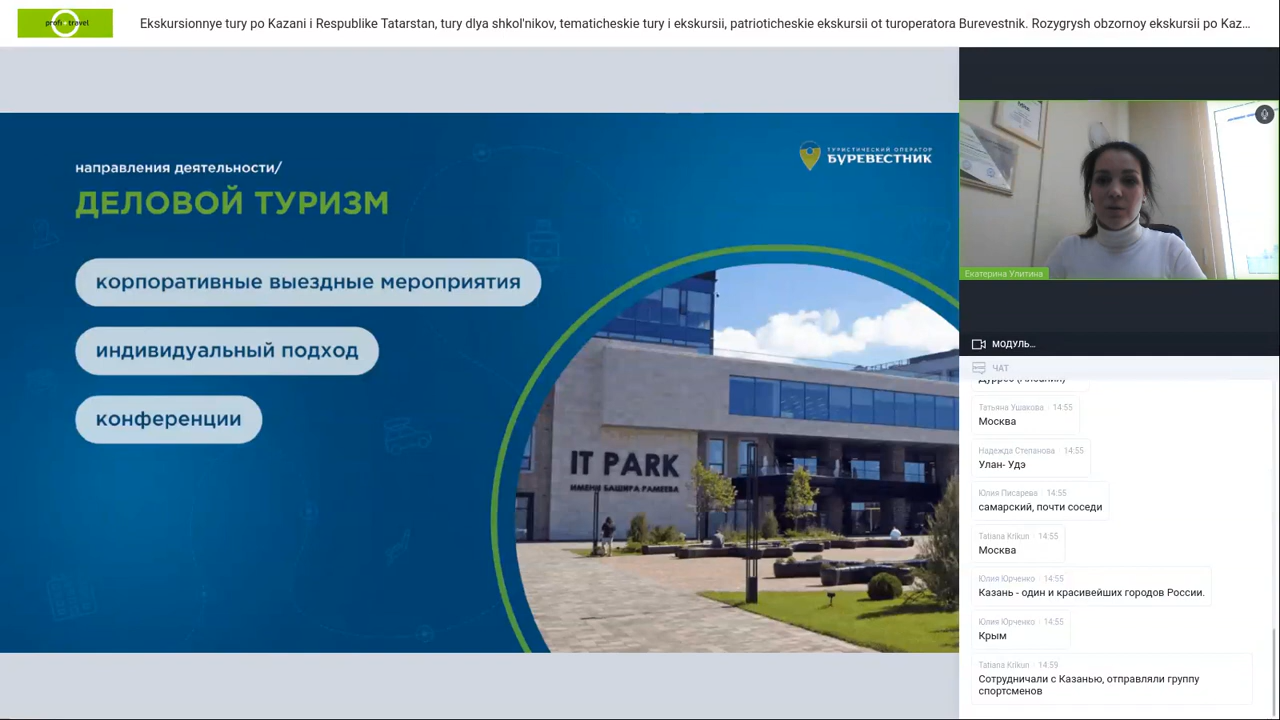 profi travel
Ekskursionnye tury po Kazani i Respublike Tatarstan, tury dlya shkol'nikov, tematicheskie tury i ekskursii, patrioticheskie ekskursii ot turoperatora Burevestnik. Rozygrysh obzornoy ekskursii po Kaz…
направления деятельности/
ДЕЛОВОЙ ТУРИЗМ
ТУРИСТИЧЕСКИЙ ОПЕРАТОР
БУРЕВЕСТНИК
корпоративные выездные мероприятия
индивидуальный подход
конференции
IT PARK
ИМЕНИ БАШИРА РАМЕЕВА
Екатерина Улитина
МОДУЛЬ…
ЧАТ
Дуррес (Албания)
Татьяна Ушакова 14:55
Москва
Надежда Степанова 14:55
Улан- Удэ
Юлия Писарева 14:55
самарский, почти соседи
Tatiana Krikun 14:55
Москва
Юлия Юрченко 14:55
Казань - один и красивейших городов России.
Юлия Юрченко 14:55
Крым
Tatiana Krikun 14:59
Сотрудничали с Казанью, отправляли группу
спортсменов